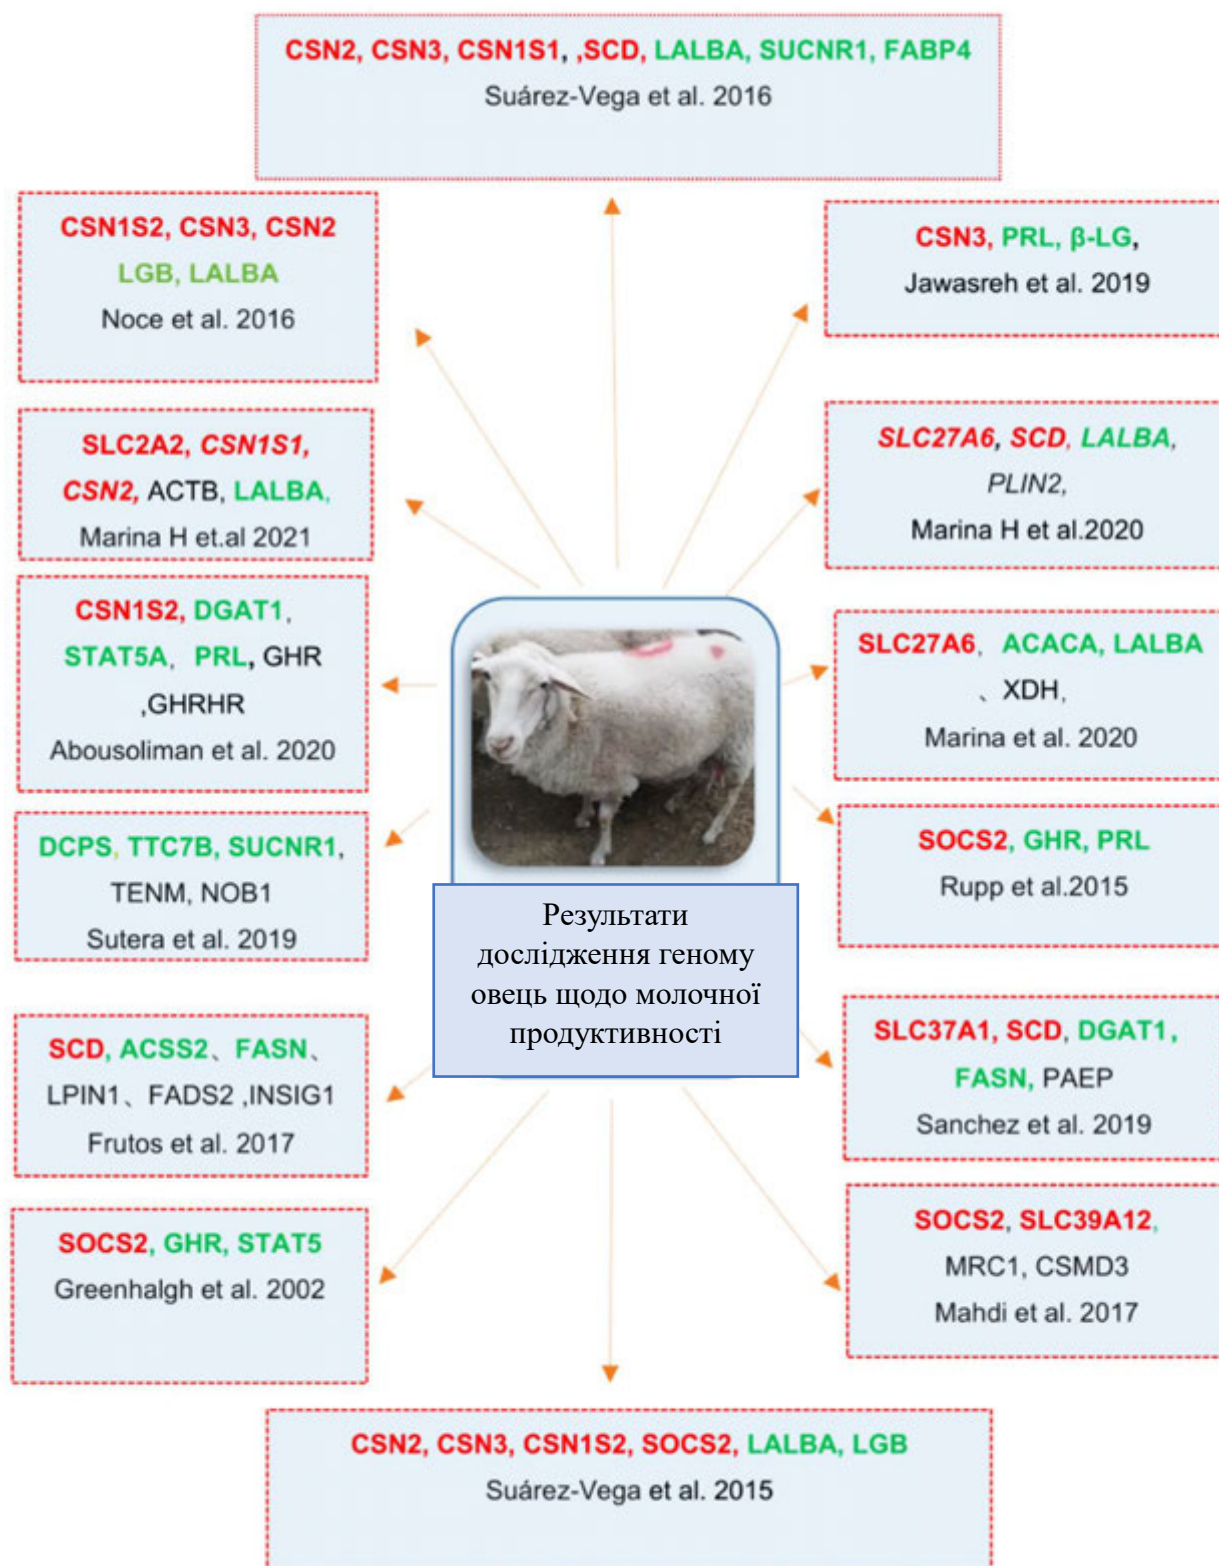 CSN2, CSN3, CSN1S1, ,SCD, LALBA, SUCNR1, FABP4
Suárez-Vega et al. 2016
CSN1S2, CSN3, CSN2
LGB, LALBA
Noce et al. 2016
CSN3, PRL, β-LG,
Jawasreh et al. 2019
SLC2A2, CSN1S1,
CSN2, ACTB, LALBA,
Marina H et.al 2021
SLC27A6, SCD, LALBA,
PLIN2,
Marina H et al.2020
CSN1S2, DGAT1,
STAT5A, PRL, GHR
,GHRHR
Abousoliman et al. 2020
SLC27A6, ACACA, LALBA
、XDH,
Marina et al. 2020
DCPS, TTC7B, SUCNR1,
TENM, NOB1
Sutera et al. 2019
SOCS2, GHR, PRL
Rupp et al.2015
Результати
дослідження геному
овець щодо молочної
продуктивності
SCD, ACSS2、FASN、
LPIN1、FADS2 ,INSIG1
Frutos et al. 2017
SLC37A1, SCD, DGAT1,
FASN, PAEP
Sanchez et al. 2019
SOCS2, GHR, STAT5
Greenhalgh et al. 2002
SOCS2, SLC39A12,
MRC1, CSMD3
Mahdi et al. 2017
CSN2, CSN3, CSN1S2, SOCS2, LALBA, LGB
Suárez-Vega et al. 2015